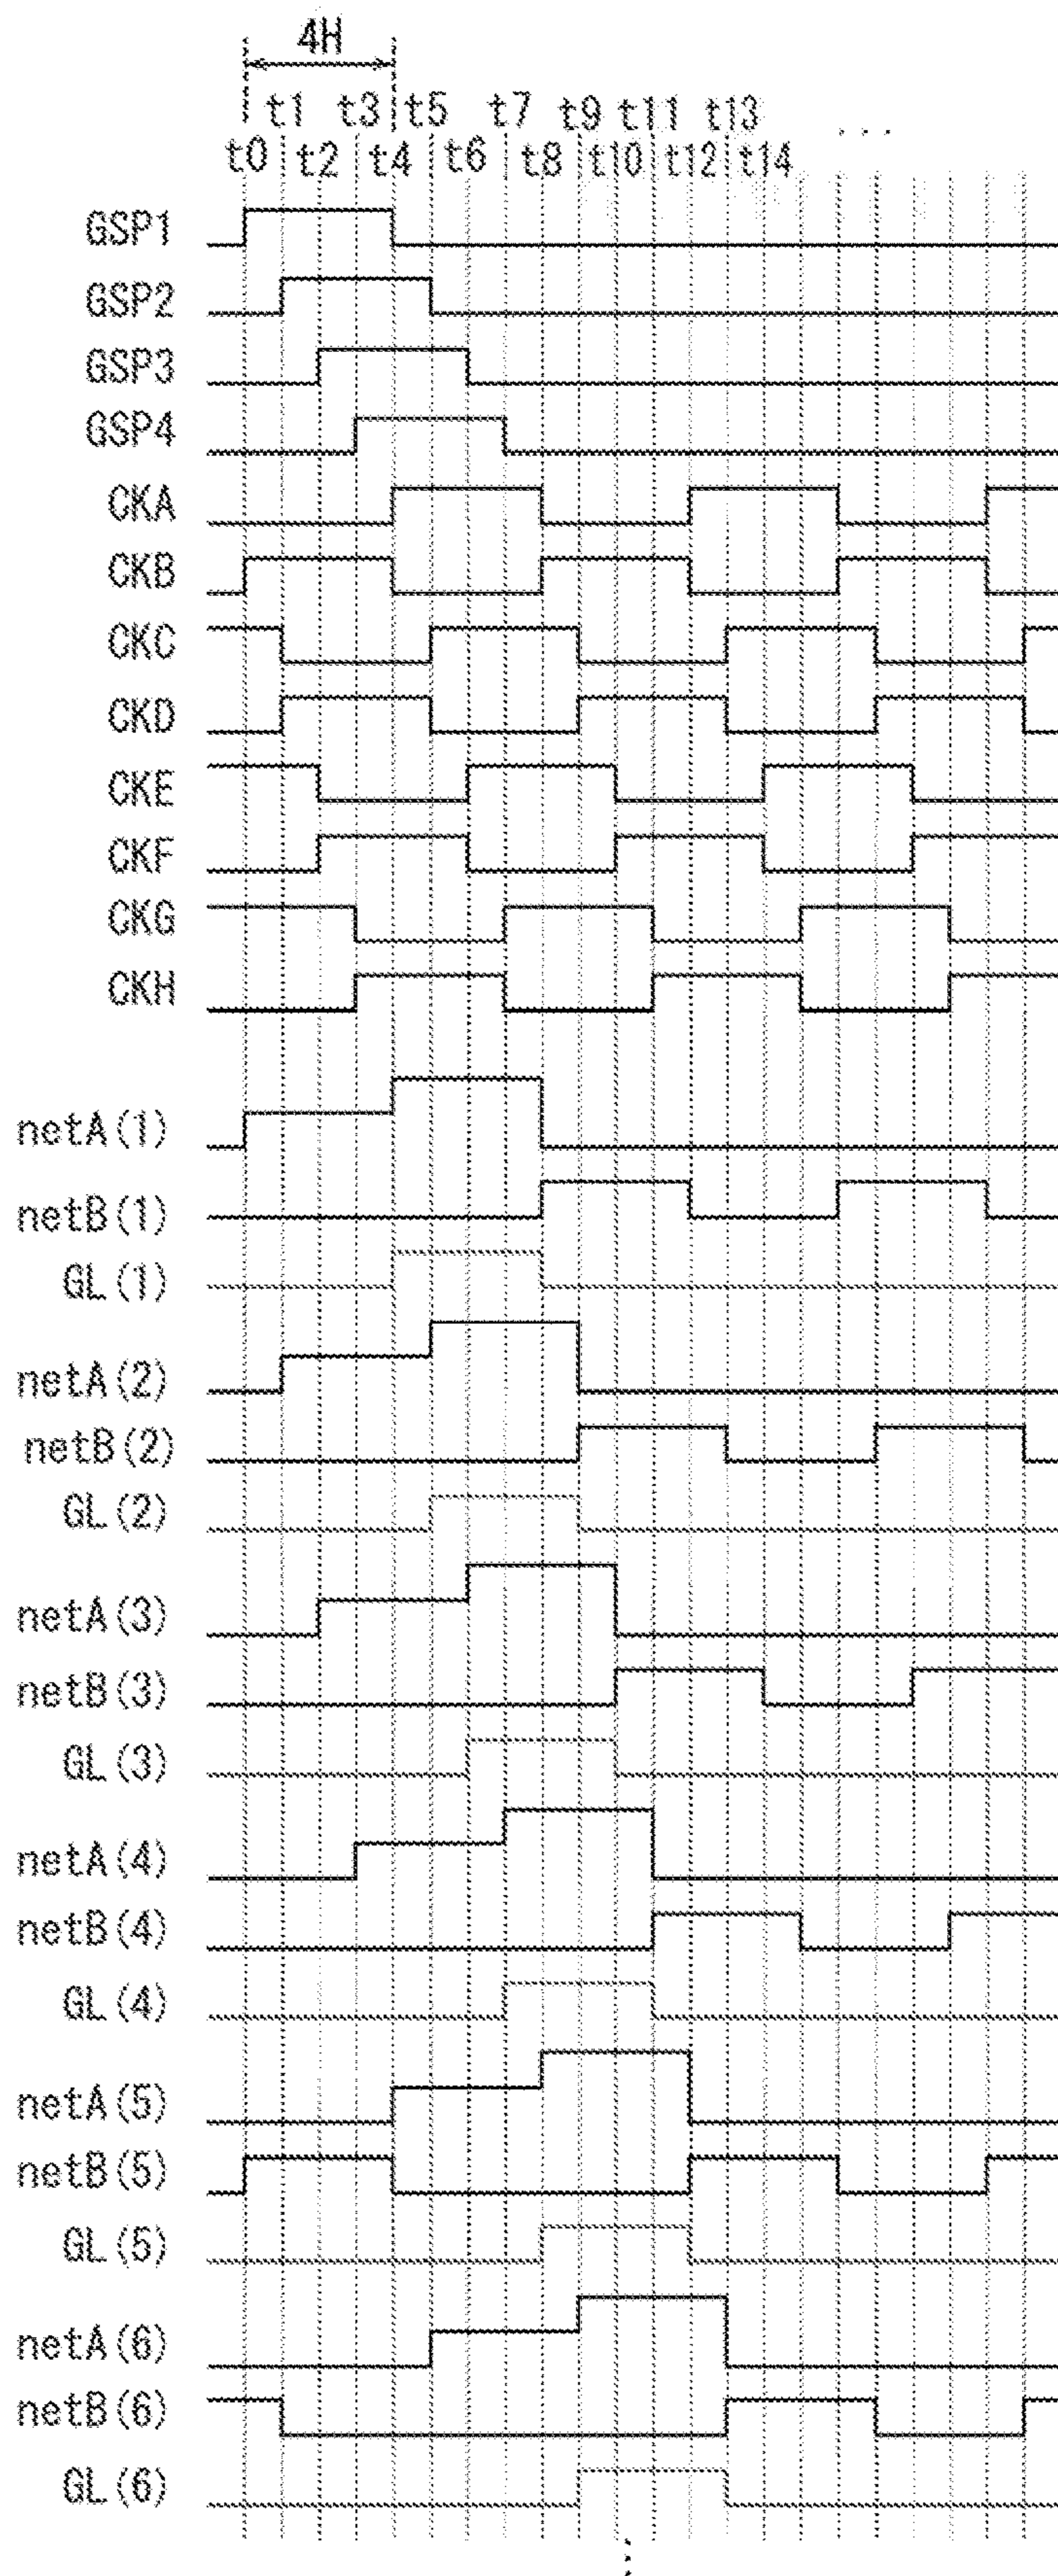 4H
t1 t3 t5 t7 t9 t11 t13 ...
t0 t2 t4 t6 t8 t10 t12 t14
GSP1
GSP2
GSP3
GSP4
CKA
CKB
CKC
CKD
CKE
CKF
CKG
CKH
netA(1)
netB(1)
GL(1)
netA(2)
netB(2)
GL(2)
netA(3)
netB(3)
GL(3)
netA(4)
netB(4)
GL(4)
netA(5)
netB(5)
GL(5)
netA(6)
netB(6)
GL(6)